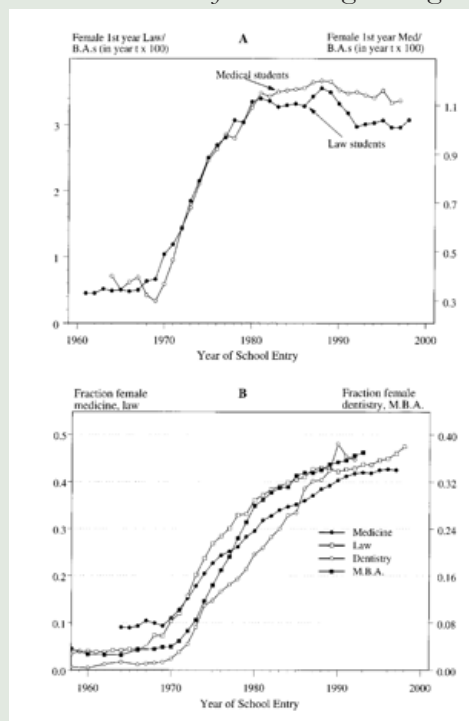 Female 1st year Law/
B.A.s (in year t x 100)
A
Female 1st year Med/
B.A.s (in year t x 100)
Medical students
Law students
3
2
1
0
1.1
0.9
0.7
0.5
0.3
1960
1970
1980
1990
2000
Year of School Entry
Fraction female
medicine, law
B
Fraction female
dentistry, M.B.A.
0.5
0.4
0.3
0.2
0.1
0.0
0.40
0.32
0.24
0.16
0.08
0.00
Medicine
Law
Dentistry
M.B.A.
1960
1970
1980
1990
2000
Year of School Entry